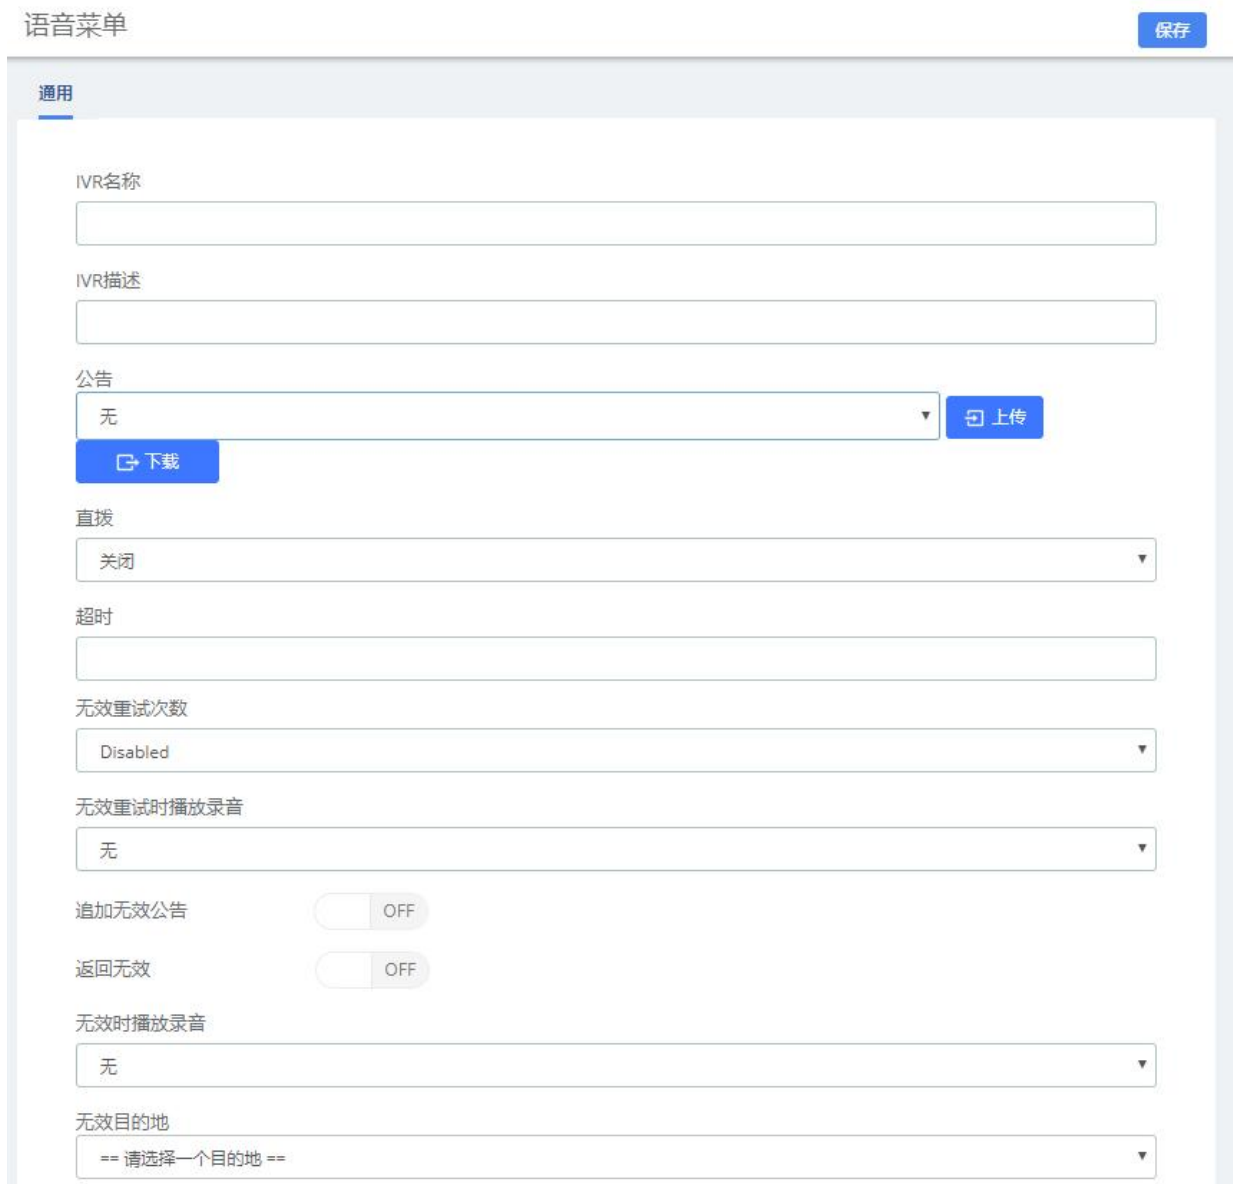 语音菜单
保存
通用
IVR名称
IVR描述
公告
无
上传
下载
直拨
关闭
超时
无效重试次数
Disabled
无效重试时播放录音
无
追加无效公告 OFF
返回无效 OFF
无效时播放录音
无
无效目的地
== 请选择一个目的地 ==